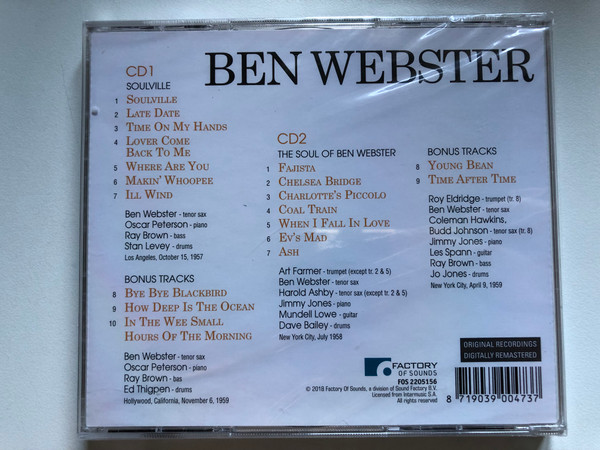 BEN WEBSTER
CD1
SOULVILLE
1 SOULVILLE
2 LATE DATE
3 TIME ON MY HANDS
4 LOVER COME
BACK TO ME
5 WHERE ARE YOU
6 MAKIN' WHOOPEE
7 ILL WIND
Ben Webster - tenor sax
Oscar Peterson - piano
Ray Brown - bass
Stan Levey - drums
Los Angeles, October 15, 1957
BONUS TRACKS
8 BYE BYE BLACKBIRD
9 HOW DEEP IS THE OCEAN
10 IN THE WEE SMALL
HOURS OF THE MORNING
Ben Webster - tenor sax
Oscar Peterson - piano
Ray Brown - bas
Ed Thigpen - drums
Hollywood, California, November 6, 1959
CD2
THE SOUL OF BEN WEBSTER
1 FAJISTA
2 CHELSEA BRIDGE
3 CHARLOTTE'S PICCOLO
4 COAL TRAIN
5 WHEN I FALL IN LOVE
6 EV'S MAD
7 ASH
Art Farmer - trumpet (except tr. 2 & 5)
Ben Webster - tenor sax
Harold Ashby - tenor sax (except tr. 2 & 5)
Jimmy Jones - piano
Mundell Lowe - guitar
Dave Bailey - drums
New York City, July 1958
BONUS TRACKS
8 YOUNG BEAN
9 TIME AFTER TIME
Roy Eldridge - trumpet (tr. 8)
Ben Webster - tenor sax
Coleman Hawkins,
Budd Johnson - tenor sax (tr. 8)
Jimmy Jones - piano
Les Spann - guitar
Ray Brown - bass
Jo Jones - drums
New York City, April 9, 1959
FACTORY
OF SOUNDS
FOS 2205156
© 2018 Factory Of Sounds, a division of Sound Factory B.V.
Licensed from Intermusic S.A.
All rights reserved
ORIGINAL RECORDINGS
DIGITALLY REMASTERED
8 719039 004737